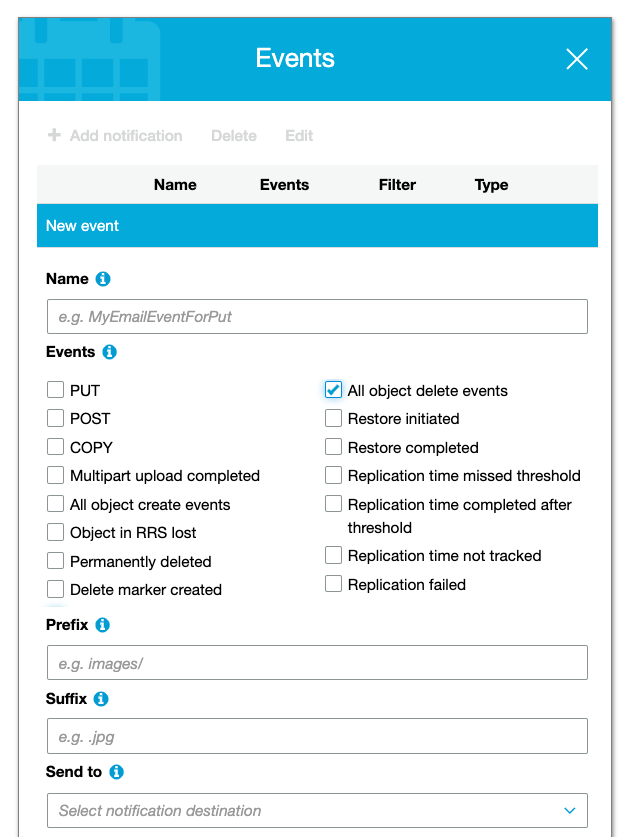 Events
Add notification Delete Edit
Name Events Filter Type
New event
Name
e.g. MyEmailEventForPut
Events
PUT
POST
COPY
Multipart upload completed
All object create events
Object in RRS lost
Permanently deleted
Delete marker created
All object delete events
Restore initiated
Restore completed
Replication time missed threshold
Replication time completed after
threshold
Replication time not tracked
Replication failed
Prefix
e.g. images/
Suffix
e.g. .jpg
Send to
Select notification destination